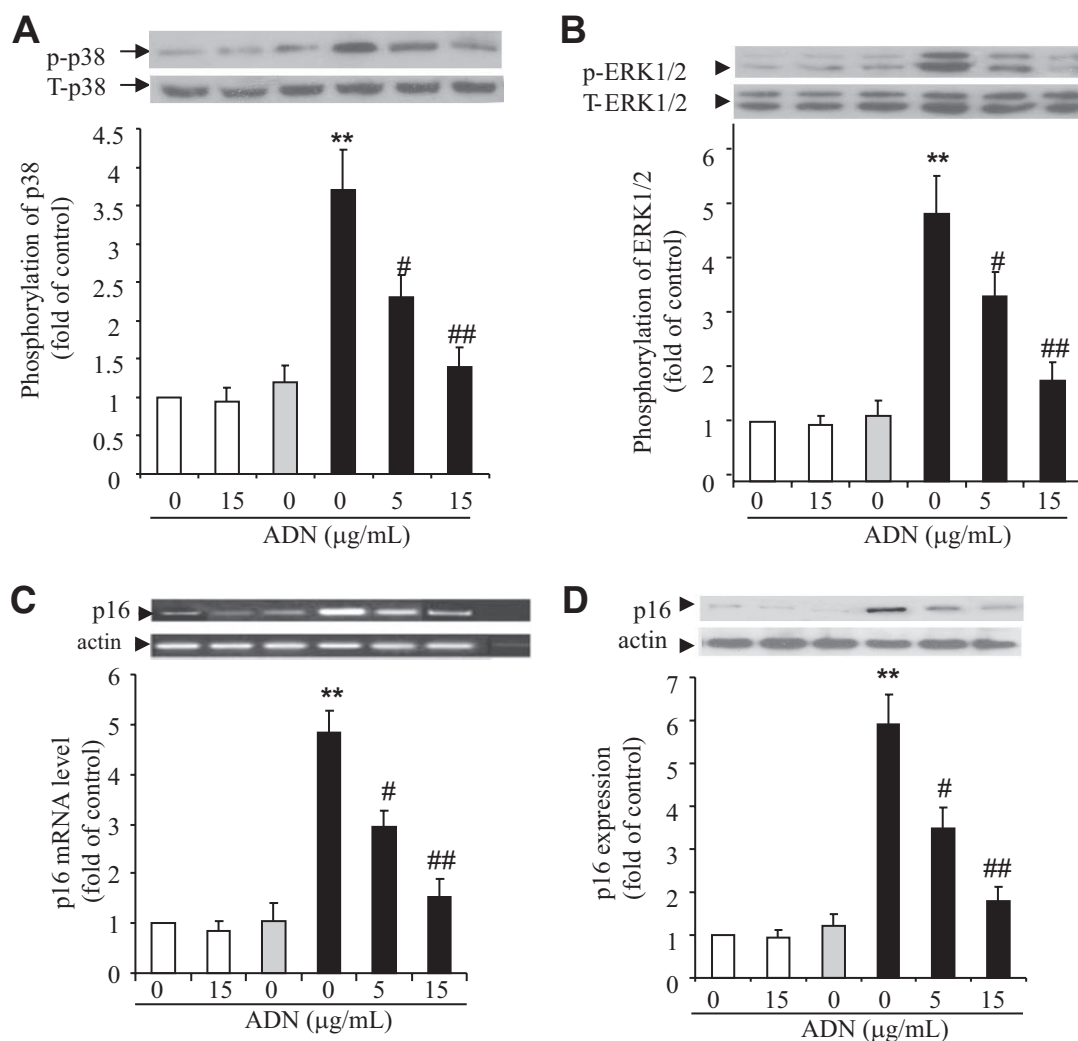 A
p-p38
T-p38
Phosphorylation of p38
(fold of control)
4.5
4
3.5
3
2.5
2
1.5
1
0.5
0
**
#
##
0 15 0 0 5 15
ADN (μg/mL)
B
p-ERK1/2
T-ERK1/2
Phosphorylation of ERK1/2
(fold of control)
6
5
4
3
2
1
0
**
#
##
0 15 0 0 5 15
ADN (μg/mL)
C
p16
actin
p16 mRNA level
(fold of control)
6
5
4
3
2
1
0
**
#
##
0 15 0 0 5 15
ADN (μg/mL)
D
p16
actin
p16 expression
(fold of control)
7
6
5
4
3
2
1
0
**
#
##
0 15 0 0 5 15
ADN (μg/mL)